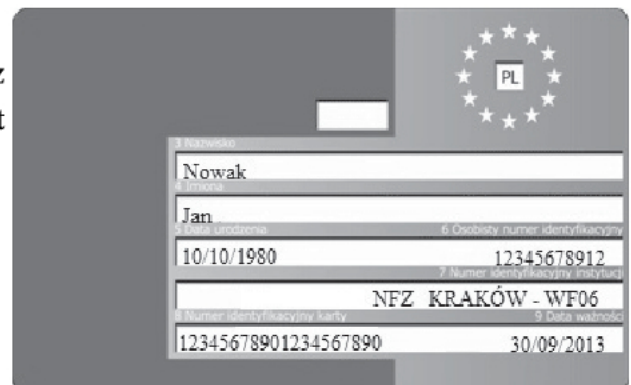 z
t
PL
3 Nazwisko
Nowak
4 Imiona
Jan
5 Data urodzenia 6 Osobisty numer identyfikacyjny
10/10/1980 12345678912
7 Numer identyfikacyjny instytucji
NFZ KRAKÓW - WF06
8 Numer identyfikacyjny karty 9 Data ważności
12345678901234567890 30/09/2013